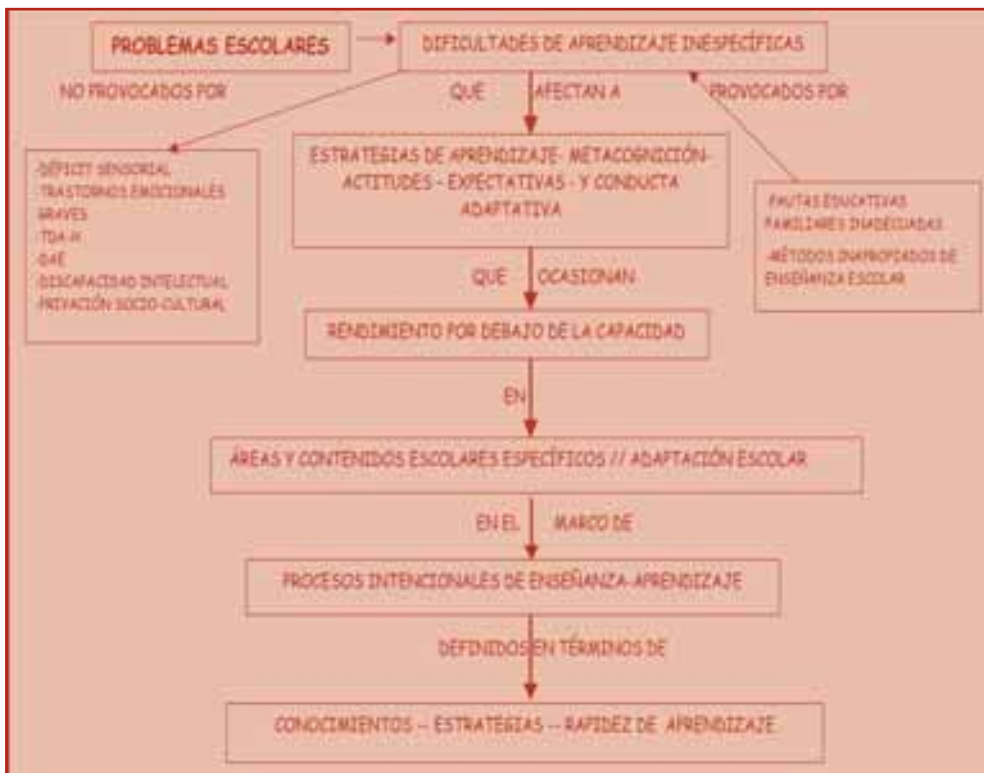 PROBLEMAS ESCOLARES
DIFICULTADES DE APRENDIZAJE INESPECÍFICAS
NO PROVOCADOS POR
QUE AFECTAN A
PROVOCADOS POR
-DÉFICIT SENSORIAL
-TRASTORNOS EMOCIONALES
GRAVES
-TDA-H
-DAE
-DISCAPACIDAD INTELECTUAL
-PRIVACIÓN SOCIO-CULTURAL
ESTRATEGIAS DE APRENDIZAJE- METACOGNICIÓN-
ACTITUDES - EXPECTATIVAS - Y CONDUCTA
ADAPTATIVA
-PAUTAS EDUCATIVAS
FAMILIARES INADECUADAS
-MÉTODOS INAPROPIADOS DE
ENSEÑANZA ESCOLAR
QUE OCASIONAN
RENDIMIENTO POR DEBAJO DE LA CAPACIDAD
EN
ÁREAS Y CONTENIDOS ESCOLARES ESPECÍFICOS // ADAPTACIÓN ESCOLAR
EN EL MARCO DE
PROCESOS INTENCIONALES DE ENSEÑANZA-APRENDIZAJE
DEFINIDOS EN TÉRMINOS DE
CONOCIMIENTOS -- ESTRATEGIAS -- RAPIDEZ DE APRENDIZAJE